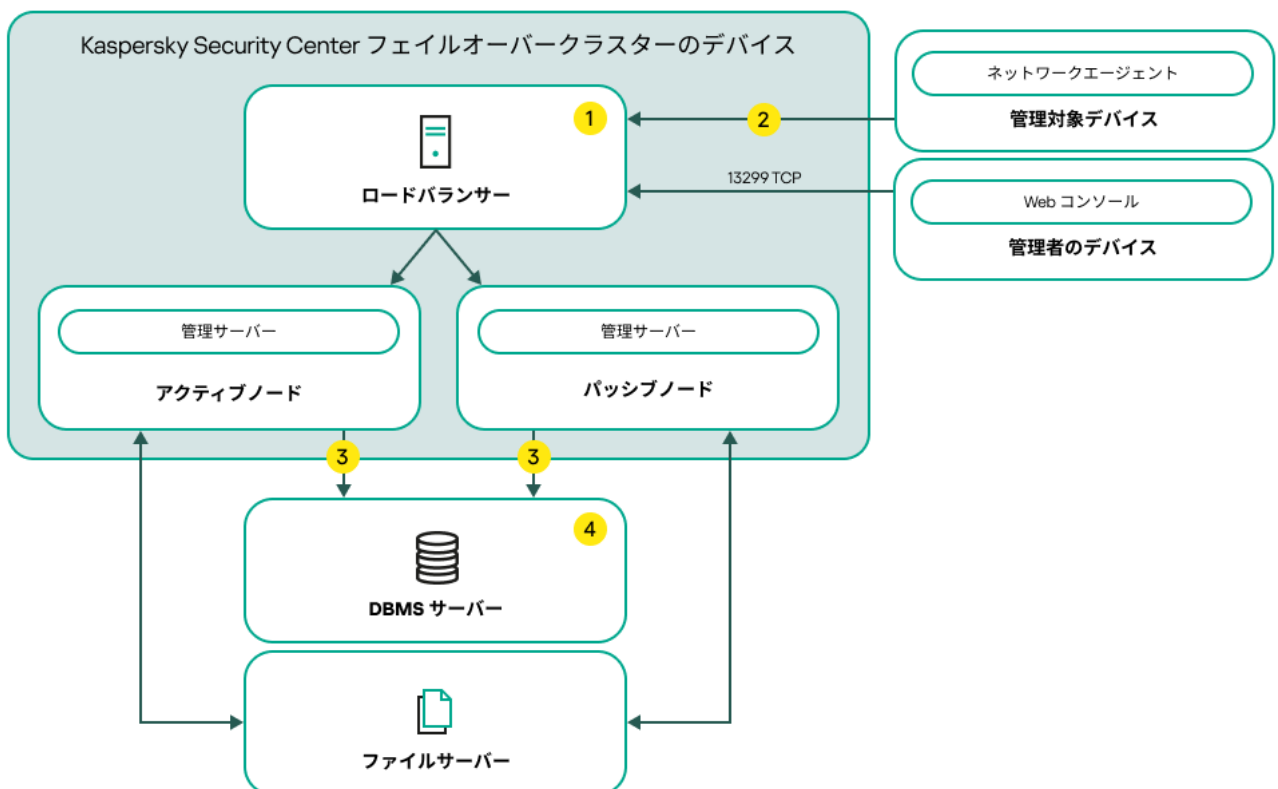 Kaspersky Security Center フェイルオーバークラスターのデバイス
1
ロードバランサー
2
13299 TCP
ネットワークエージェント
管理対象デバイス
Web コンソール
管理者のデバイス
管理サーバー
アクティブノード
管理サーバー
パッシブノード
3
3
4
DBMS サーバー
ファイルサーバー